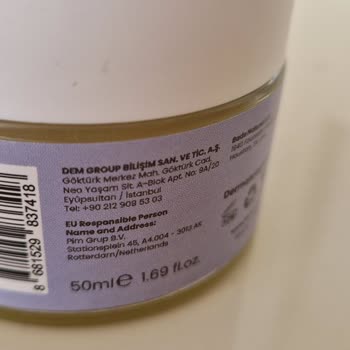 DEM GROUP BİLİŞİM SAN. VE TİC. A.Ş.
Göktürk Merkez Mah. Göktürk Cad.
Neo Yaşam Sit. A-Blok Apt. No: 9A/20
Eyüpsultan / İstanbul
Tel: +90 212 909 53 03
EU Responsible Person
Name and Address:
Plm Grup B.V.
Stationsplein 45, A4.004 - 3013 AK
Rotterdam/Netherlands
50ml e 1.69 fl.oz.
8 681529 837418